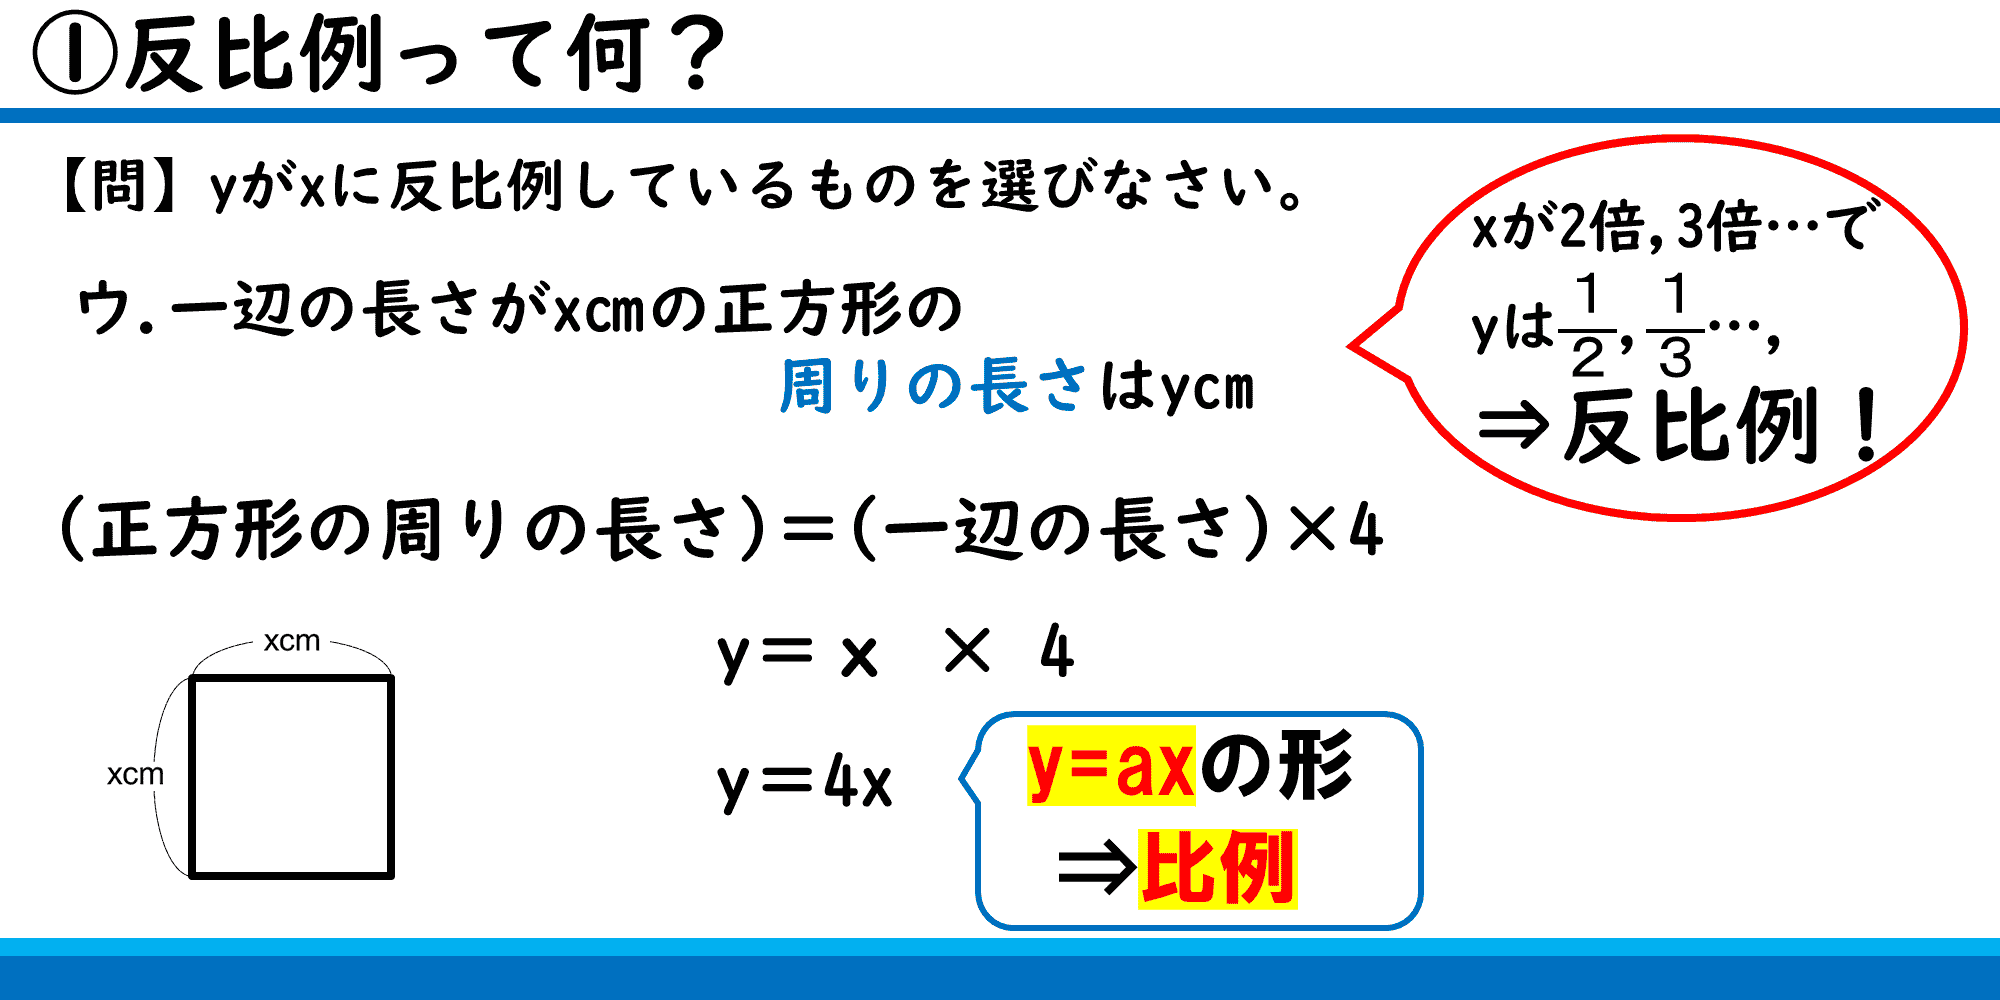 ①反比例って何？
【問】yがxに反比例しているものを選びなさい。
ウ.一辺の長さがxcmの正方形の
周りの長さはycm
xが2倍,3倍…で
yは1/2,1/3…,
⇒反比例！
(正方形の周りの長さ)＝(一辺の長さ)×4
y＝ x × 4
y＝4x
xcm
xcm
y=axの形
⇒比例